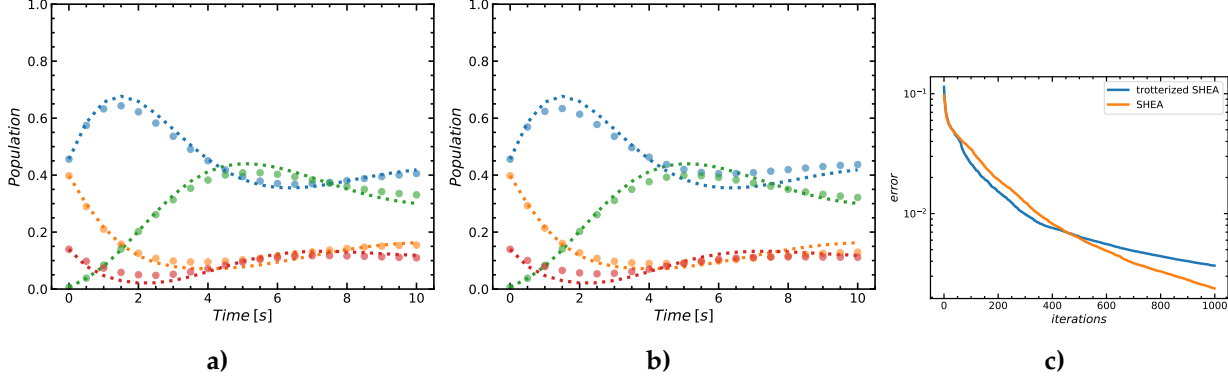 1.0
0.8
0.6
0.4
0.2
0.0
Population
0 2 4 6 8 10
Time [s]
a)
1.0
0.8
0.6
0.4
0.2
0.0
Population
0 2 4 6 8 10
Time [s]
b)
trotterized SHEA
SHEA
10⁻¹
10⁻²
error
0 200 400 600 800 1000
iterations
c)